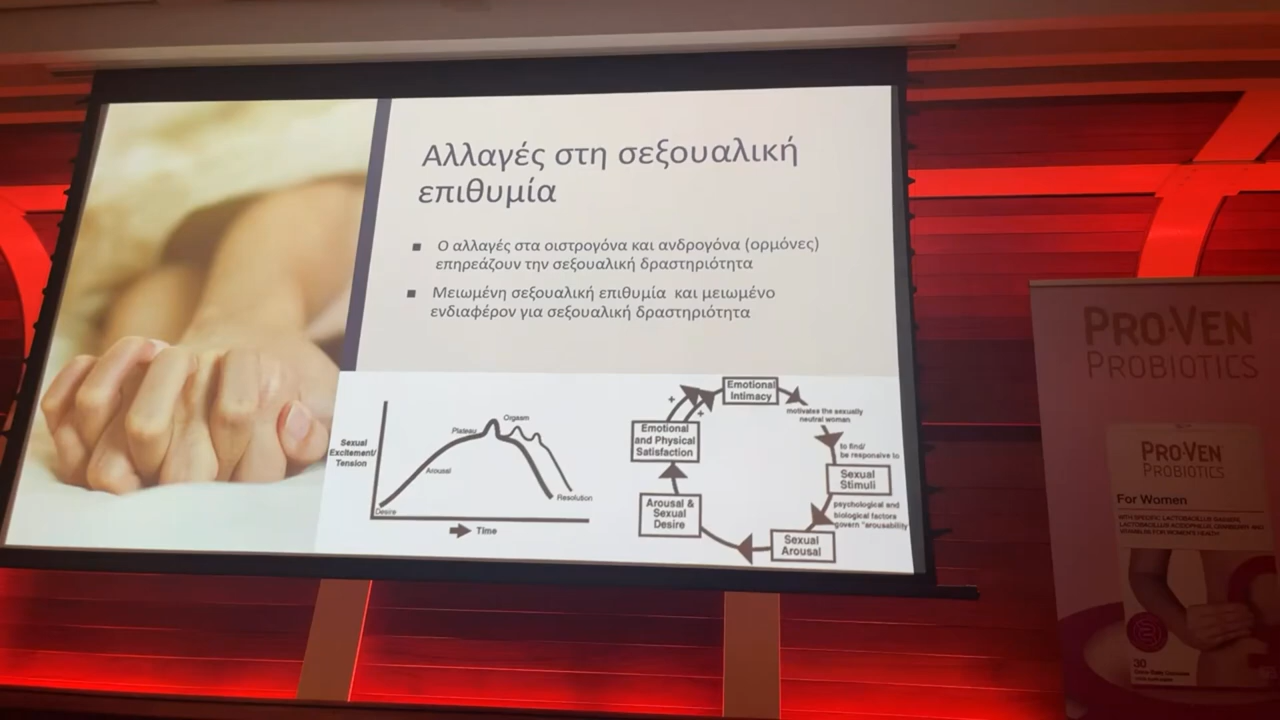 Αλλαγές στη σεξουαλική
επιθυμία
Ο αλλαγές στα οιστρογόνα και ανδρογόνα (ορμόνες)
επηρεάζουν την σεξουαλική δραστηριότητα
Μειωμένη σεξουαλική επιθυμία και μειωμένο
ενδιαφέρον για σεξουαλική δραστηριότητα
Sexual
Excitement/
Tension
Desire
Arousal
Plateau
Orgasm
Resolution
Time
Emotional
Intimacy
motivates the sexually
neutral woman
to find/
be responsive to
Sexual
Stimuli
psychological and
biological factors
govern "arousability
Sexual
Arousal
Arousal &
Sexual
Desire
Emotional
and Physical
Satisfaction
+
+
PRO·VEN
PROBIOTICS
PRO·VEN
PROBIOTICS
For Women
30